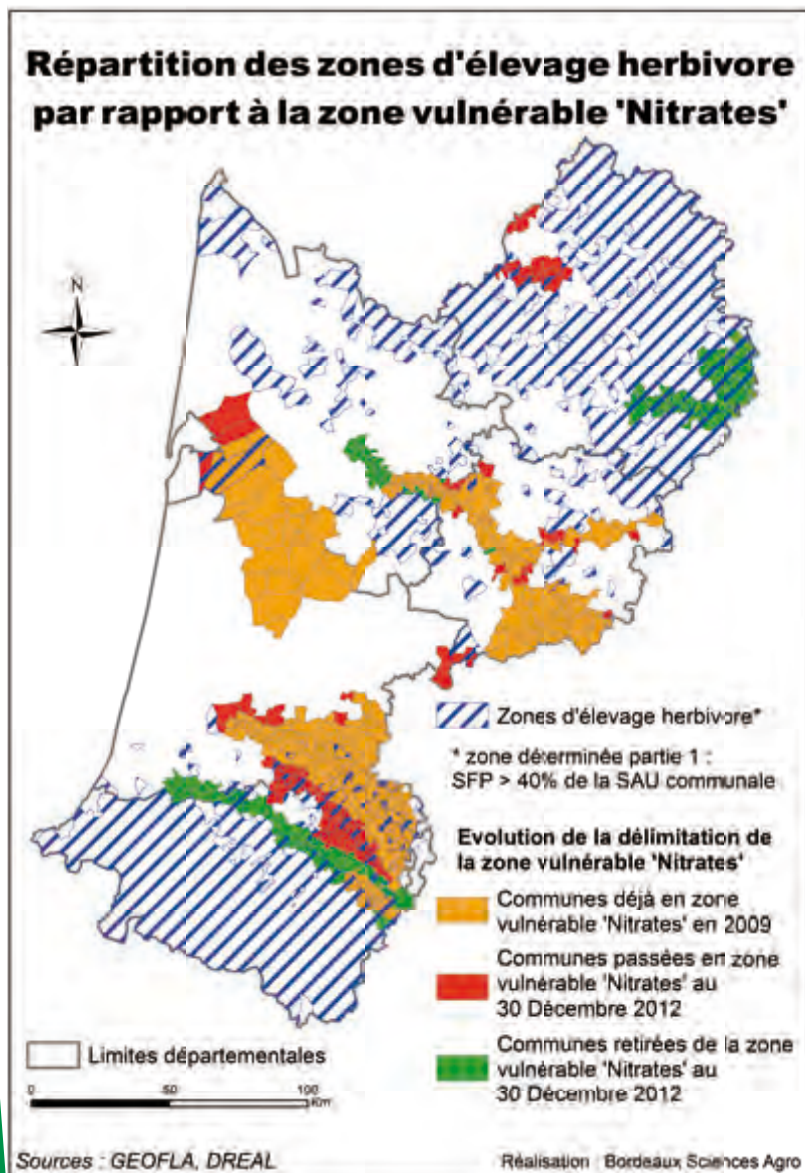 Répartition des zones d'élevage herbivore
par rapport à la zone vulnérable 'Nitrates'
N
Zones d'élevage herbivore*
* zone déterminée partie 1 :
SFP > 40% de la SAU communale
Evolution de la délimitation de
la zone vulnérable 'Nitrates'
Communes déjà en zone
vulnérable 'Nitrates' en 2009
Communes passées en zone
vulnérable 'Nitrates' au
30 Décembre 2012
Communes retirées de la zone
vulnérable 'Nitrates' au
30 Décembre 2012
Limites départementales
0 50 100
Km
Sources : GEOFLA, DREAL
Réalisation : Bordeaux Sciences Agro